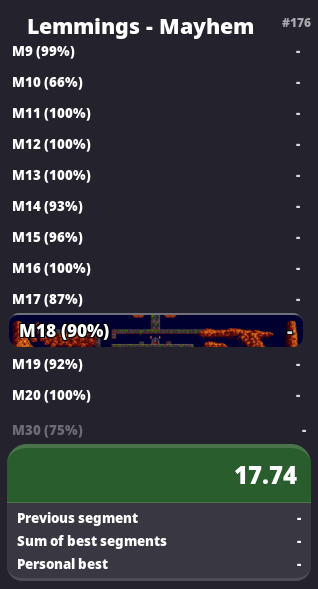 Lemmings - Mayhem #176
M9 (99%) -
M10 (66%) -
M11 (100%) -
M12 (100%) -
M13 (100%) -
M14 (93%) -
M15 (96%) -
M16 (100%) -
M17 (87%) -
M18 (90%) -
M19 (92%) -
M20 (100%) -
M30 (75%) -
17.74
Previous segment -
Sum of best segments -
Personal best -